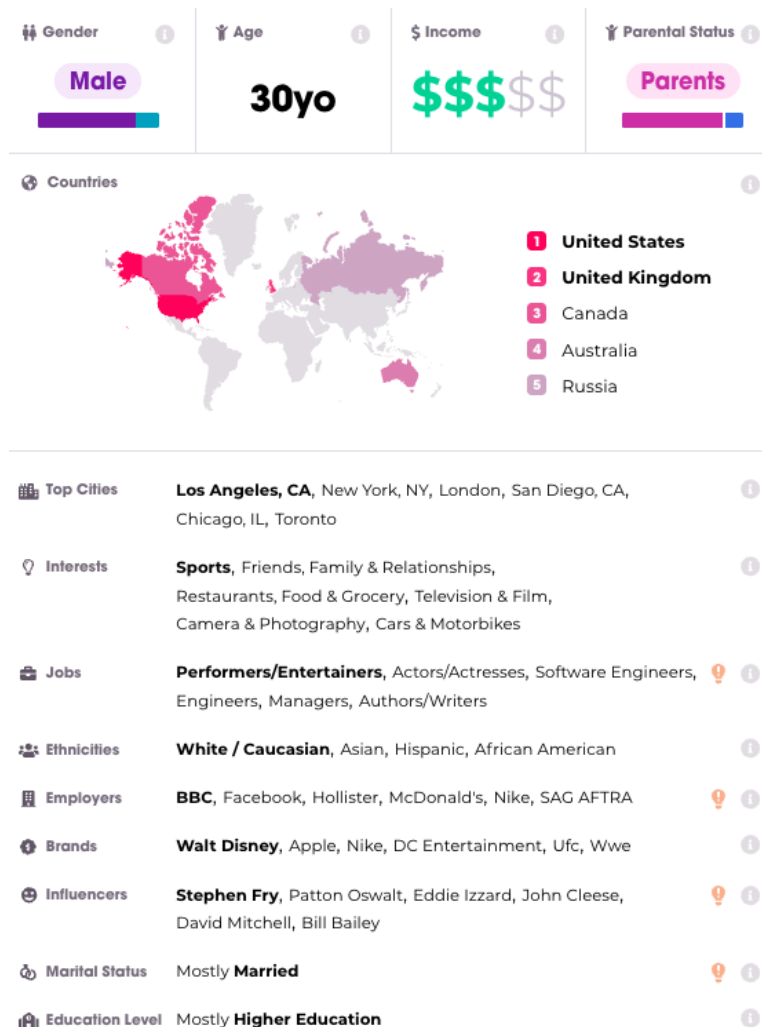 Gender
Age
$ Income
Parental Status
Male
30yo
$$$$$
Parents
Countries
1 United States
2 United Kingdom
3 Canada
4 Australia
5 Russia
Top Cities
Los Angeles, CA, New York, NY, London, San Diego, CA,
Chicago, IL, Toronto
Interests
Sports, Friends, Family & Relationships,
Restaurants, Food & Grocery, Television & Film,
Camera & Photography, Cars & Motorbikes
Jobs
Performers/Entertainers, Actors/Actresses, Software Engineers,
Engineers, Managers, Authors/Writers
Ethnicities
White / Caucasian, Asian, Hispanic, African American
Employers
BBC, Facebook, Hollister, McDonald's, Nike, SAG AFTRA
Brands
Walt Disney, Apple, Nike, DC Entertainment, Ufc, Wwe
Influencers
Stephen Fry, Patton Oswalt, Eddie Izzard, John Cleese,
David Mitchell, Bill Bailey
Marital Status
Mostly Married
Education Level
Mostly Higher Education